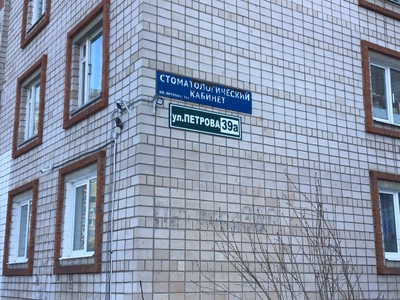 СТОМАТОЛОГИЧЕСКИЙ
КАБИНЕТ
ул.ПЕТРОВА 39а